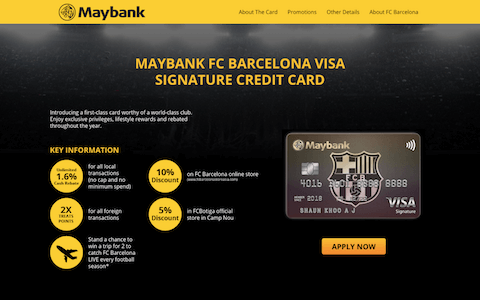 Maybank
About The Card Promotions Other Details About FC Barcelona
MAYBANK FC BARCELONA VISA
SIGNATURE CREDIT CARD
Introducing a first-class card worthy of a world-class club.
Enjoy exclusive privileges, lifestyle rewards and rebated
throughout the year.
KEY INFORMATION
Unlimited
1.6%
Cash Rebate
for all local
transactions
(no cap and no
minimum spend)
10%
Discount
on FC Barcelona online store
2X
TREATS
POINTS
for all foreign
transactions
5%
Discount
in FCBotiga official
store in Camp Nou
Stand a chance to
win a trip for 2 to
catch FC Barcelona
LIVE every football
season*
Maybank
FCB
8888 8888
SHAUN KHOO A J
VISA
Signature
APPLY NOW